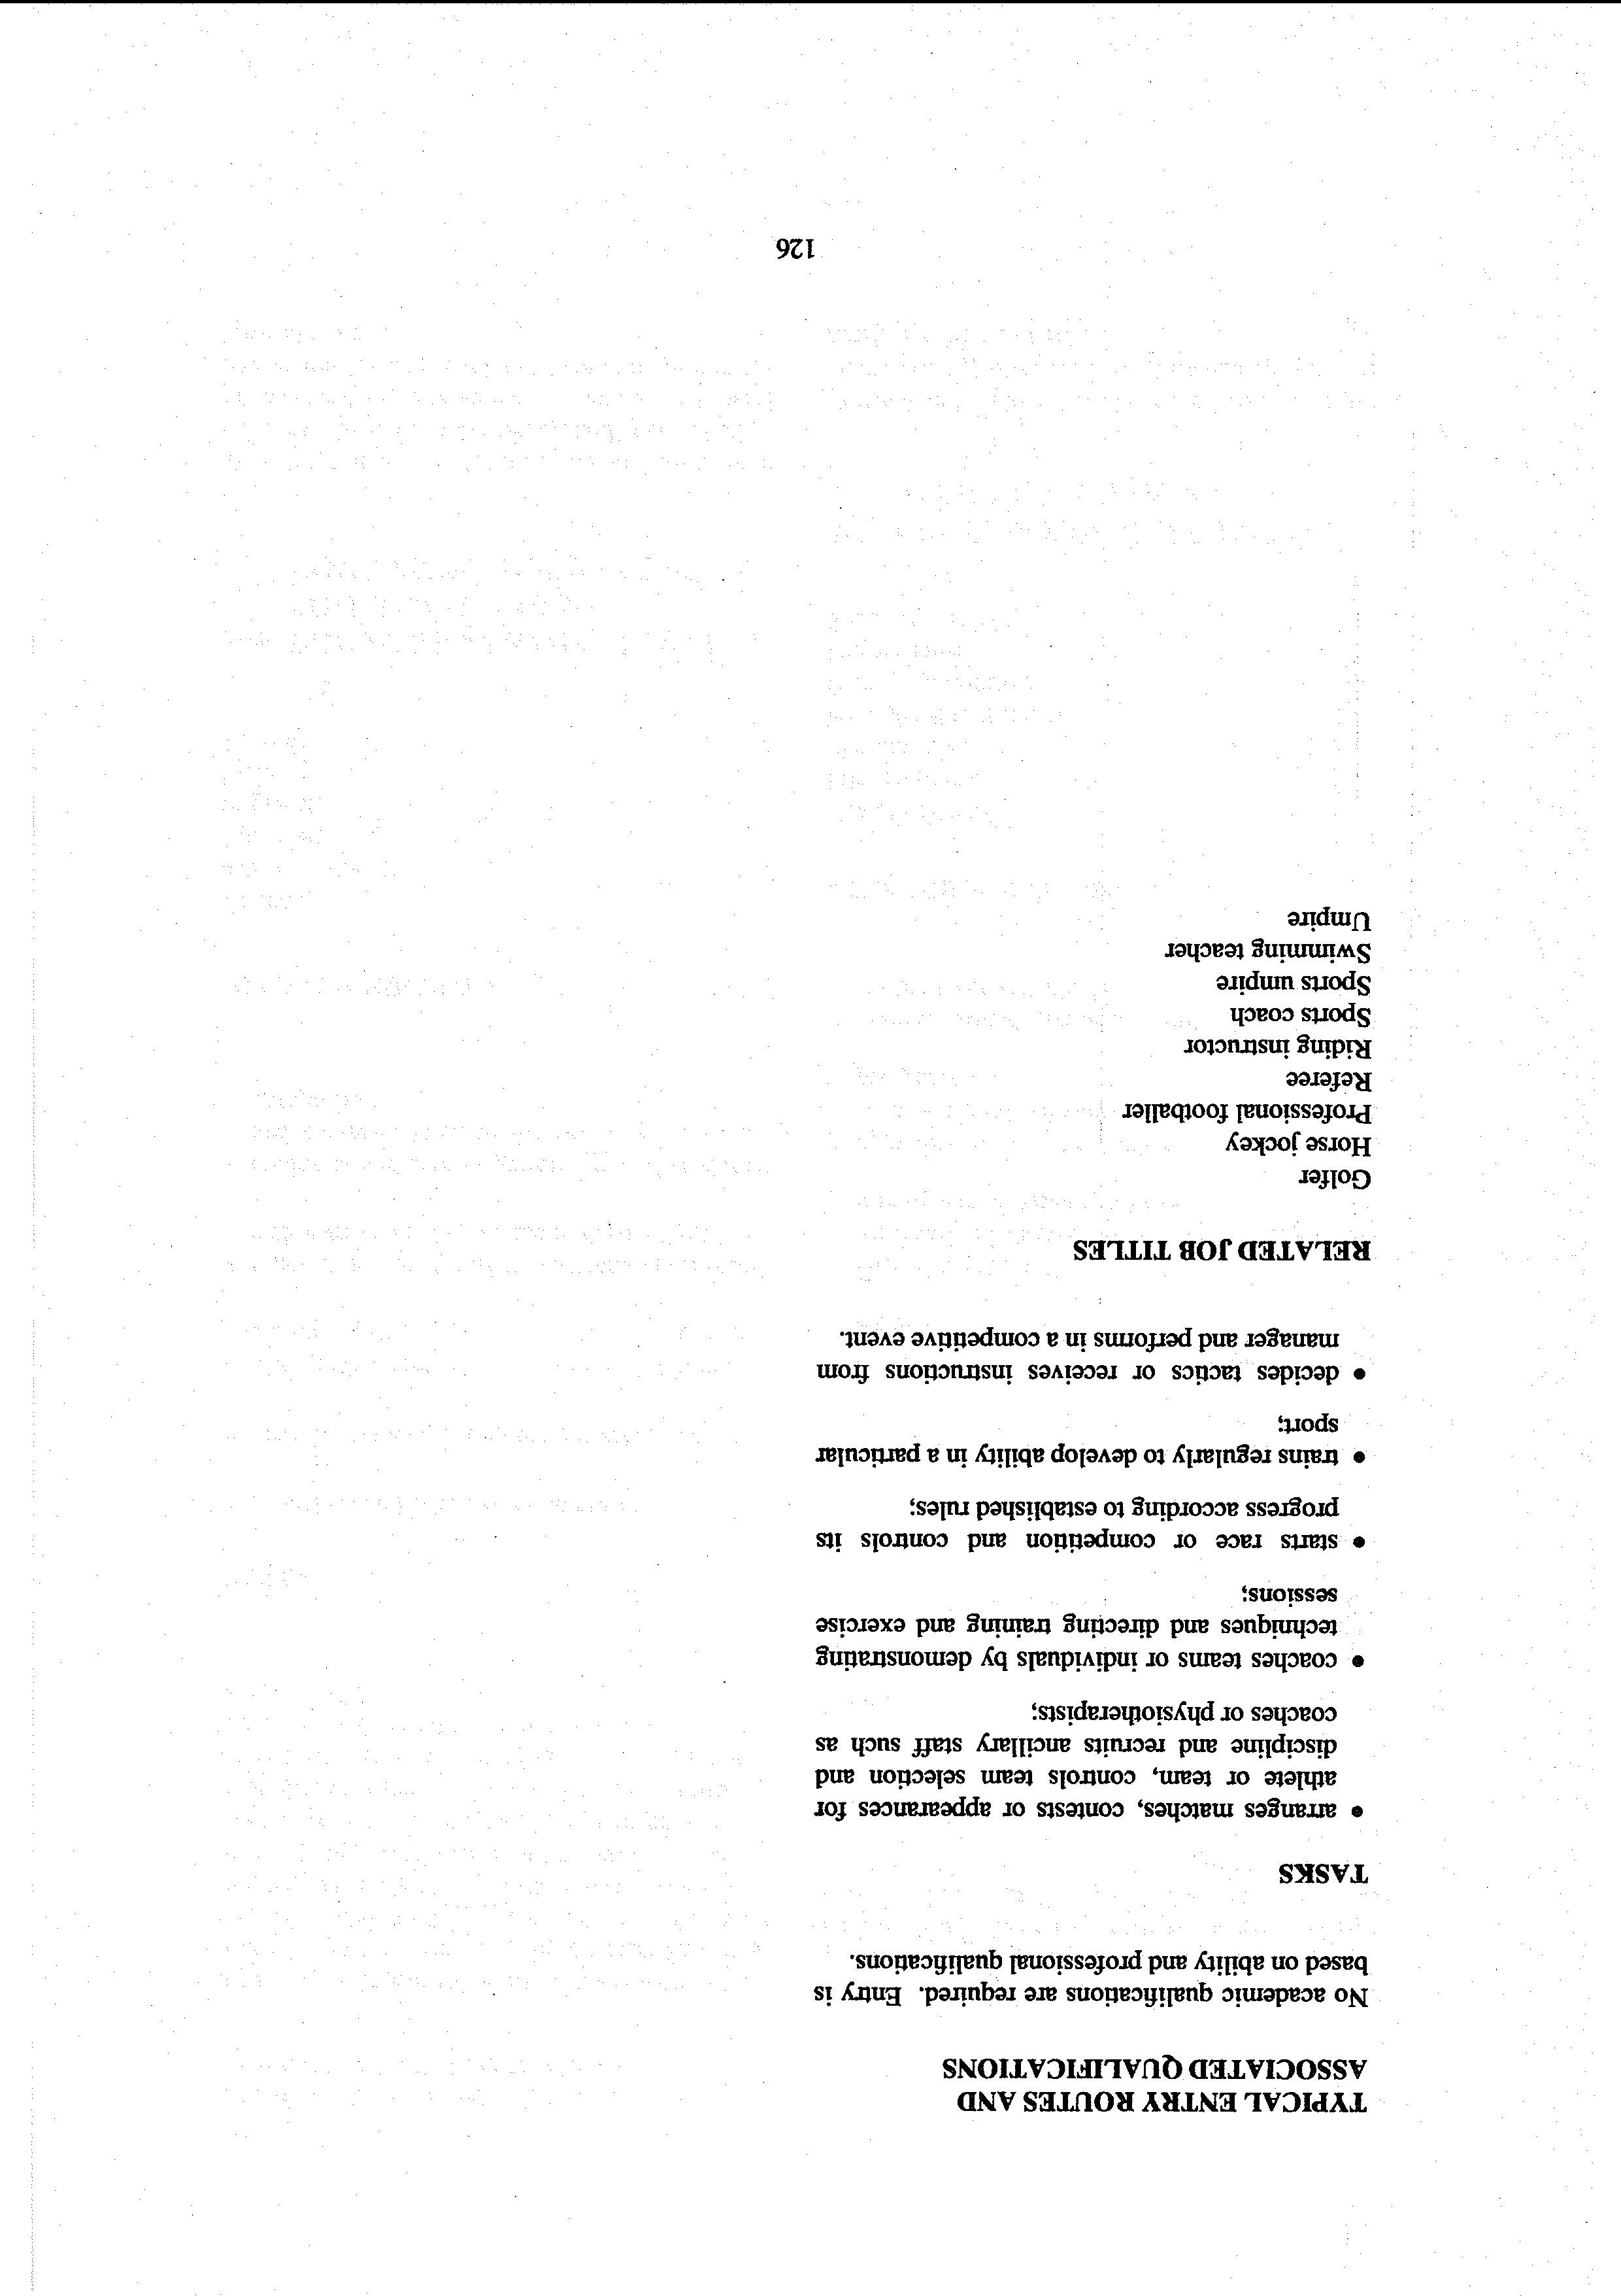 TYPICAL ENTRY ROUTES AND
ASSOCIATED QUALIFICATIONS
No academic qualifications are required. Entry is
based on ability and professional qualifications.
TASKS
• arranges matches, contests or appearances for
athlete or team, controls team selection and
discipline and recruits ancillary staff such as
coaches or physiotherapists;
• coaches teams or individuals by demonstrating
techniques and directing training and exercise
sessions;
• starts race or competition and controls its
progress according to established rules;
• trains regularly to develop ability in a particular
sport;
• decides tactics or receives instructions from
manager and performs in a competitive event.
RELATED JOB TITLES
Golfer
Horse jockey
Professional footballer
Referee
Riding instructor
Sports coach
Sports umpire
Swimming teacher
Umpire
126